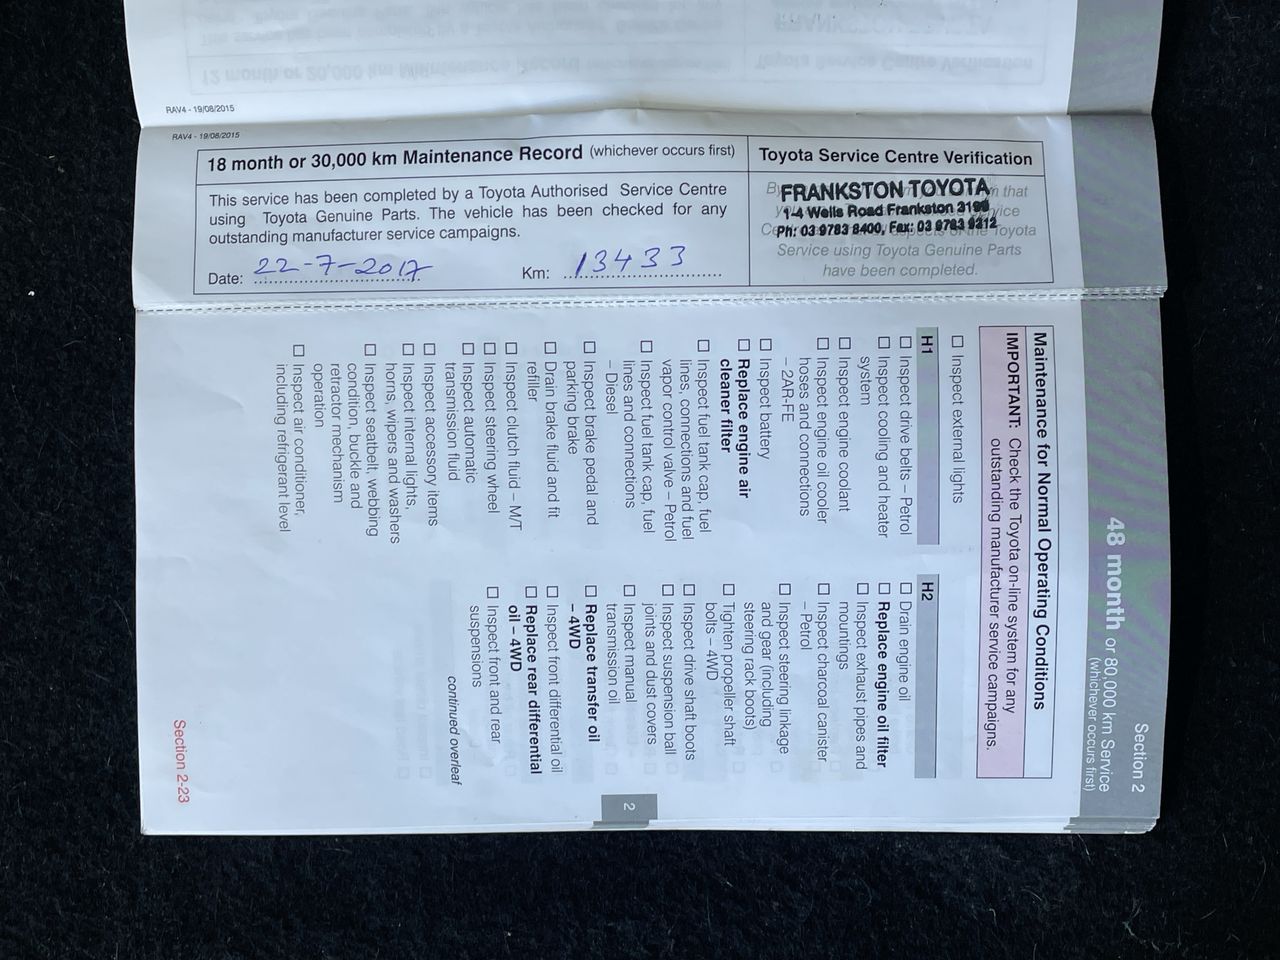 RAV4 - 19/08/2015
RAV4 - 19/08/2015
18 month or 30,000 km Maintenance Record (whichever occurs first)
This service has been completed by a Toyota Authorised Service Centre
using Toyota Genuine Parts. The vehicle has been checked for any
outstanding manufacturer service campaigns.
Date: 22-7-2017 Km: 13433
Toyota Service Centre Verification
FRANKSTON TOYOTA
1-4 Wells Road Frankston 3199
Ph: 03 9783 8400, Fax: 03 9783 9312
Service using Toyota Genuine Parts
have been completed.
Section 2
48 month or 80,000 km Service
(whichever occurs first)
Maintenance for Normal Operating Conditions
IMPORTANT: Check the Toyota on-line system for any
outstanding manufacturer service campaigns.
☐ Inspect external lights
H1
☐ Inspect drive belts – Petrol
☐ Inspect cooling and heater
system
☐ Inspect engine coolant
☐ Inspect engine oil cooler
hoses and connections
– 2AR-FE
☐ Inspect battery
☐ Replace engine air
cleaner filter
☐ Inspect fuel tank cap, fuel
lines, connections and fuel
vapor control valve – Petrol
☐ Inspect fuel tank cap, fuel
lines and connections
– Diesel
☐ Inspect brake pedal and
parking brake
☐ Drain brake fluid and fit
refiller
☐ Inspect clutch fluid – M/T
☐ Inspect steering wheel
☐ Inspect automatic
transmission fluid
☐ Inspect accessory items
☐ Inspect internal lights,
horns, wipers and washers
☐ Inspect seatbelt, webbing
condition, buckle and
retractor mechanism
operation
☐ Inspect air conditioner,
including refrigerant level
H2
☐ Drain engine oil
☐ Replace engine oil filter
☐ Inspect exhaust pipes and
mountings
☐ Inspect charcoal canister
– Petrol
☐ Inspect steering linkage
and gear (including
steering rack boots)
☐ Tighten propeller shaft
bolts – 4WD
☐ Inspect drive shaft boots
☐ Inspect suspension ball
joints and dust covers
☐ Inspect manual
transmission oil
☐ Replace transfer oil
– 4WD
☐ Inspect front differential oil
☐ Replace rear differential
oil – 4WD
☐ Inspect front and rear
suspensions
continued overleaf
2
Section 2-23